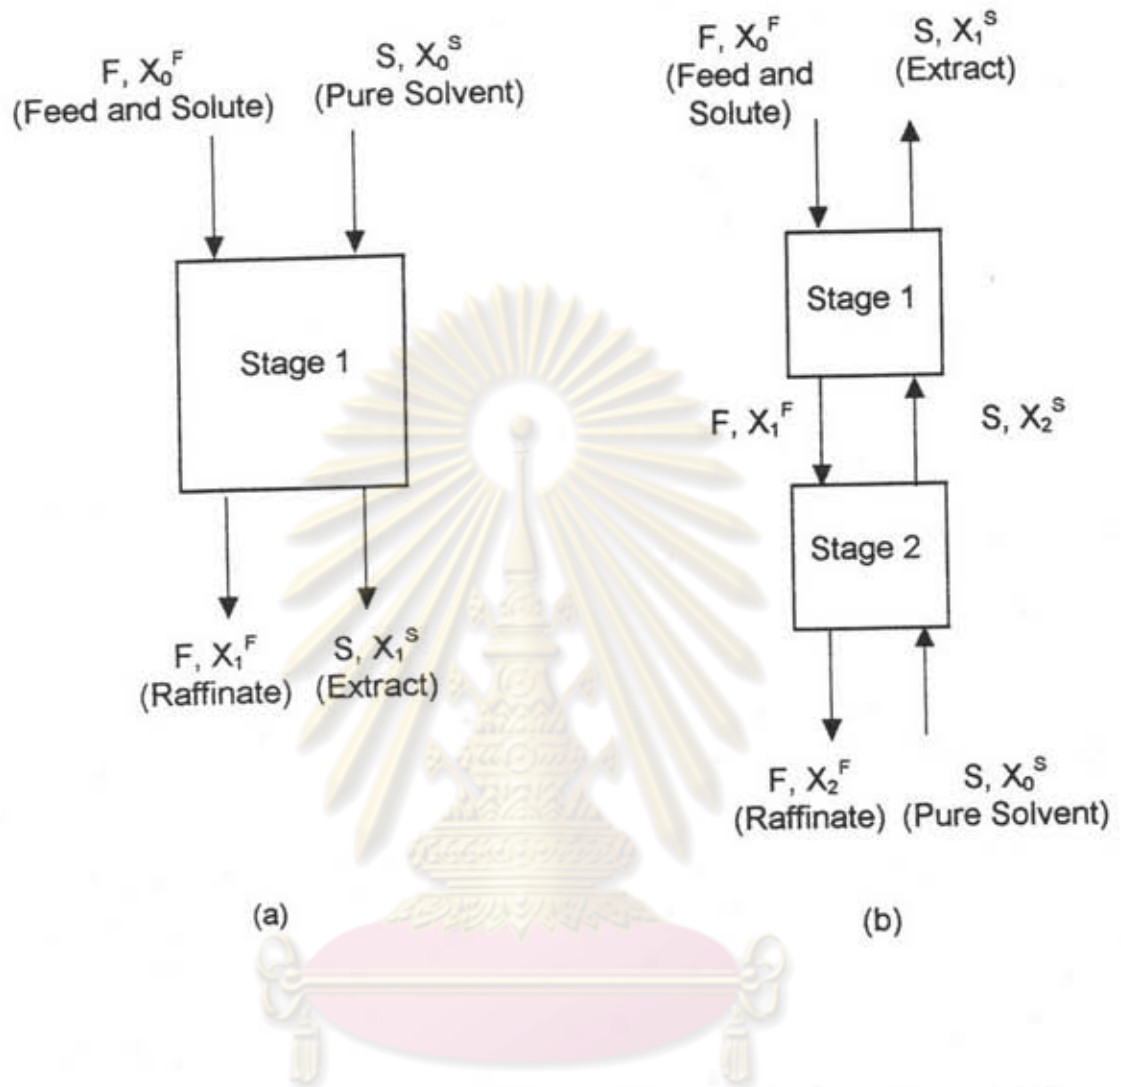 F, X₀ᶠ
(Feed and Solute)
S, X₀ˢ
(Pure Solvent)
Stage 1
F, X₁ᶠ
(Raffinate)
S, X₁ˢ
(Extract)
(a)
F, X₀ᶠ
(Feed and
Solute)
S, X₁ˢ
(Extract)
Stage 1
F, X₁ᶠ
S, X₂ˢ
Stage 2
F, X₂ᶠ
(Raffinate)
S, X₀ˢ
(Pure Solvent)
(b)